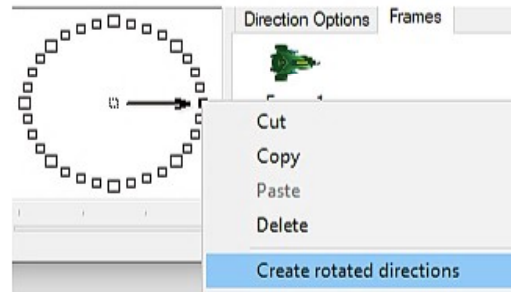 Direction Options Frames
Cut
Copy
Paste
Delete
Create rotated directions